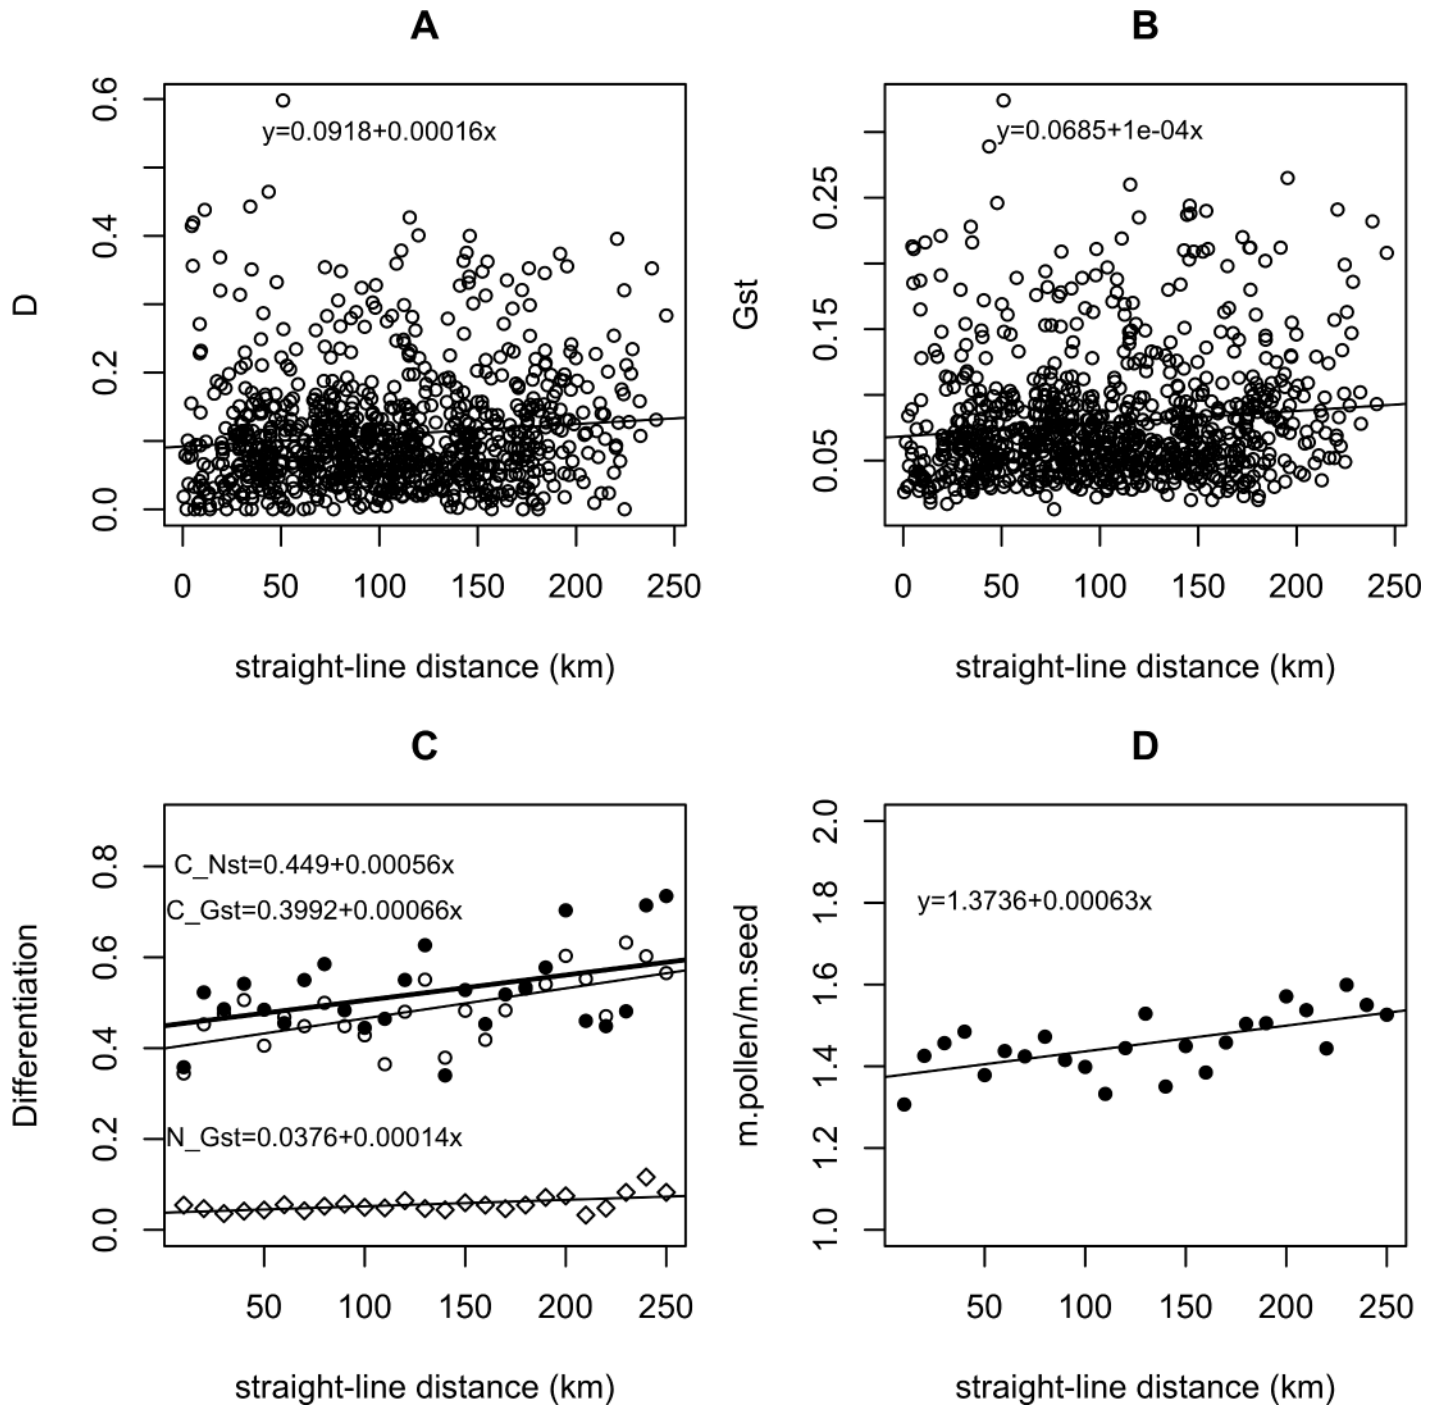 A
0.6
0.4
0.2
0.0
D
y=0.0918+0.00016x
0 50 100 150 200 250
straight-line distance (km)
B
0.25
0.15
0.05
Gst
y=0.0685+1e-04x
0 50 100 150 200 250
straight-line distance (km)
C
0.8
0.6
0.4
0.2
0.0
Differentiation
C_Nst=0.449+0.00056x
C_Gst=0.3992+0.00066x
N_Gst=0.0376+0.00014x
50 100 150 200 250
straight-line distance (km)
D
2.0
1.8
1.6
1.4
1.2
1.0
m.pollen/m.seed
y=1.3736+0.00063x
50 100 150 200 250
straight-line distance (km)